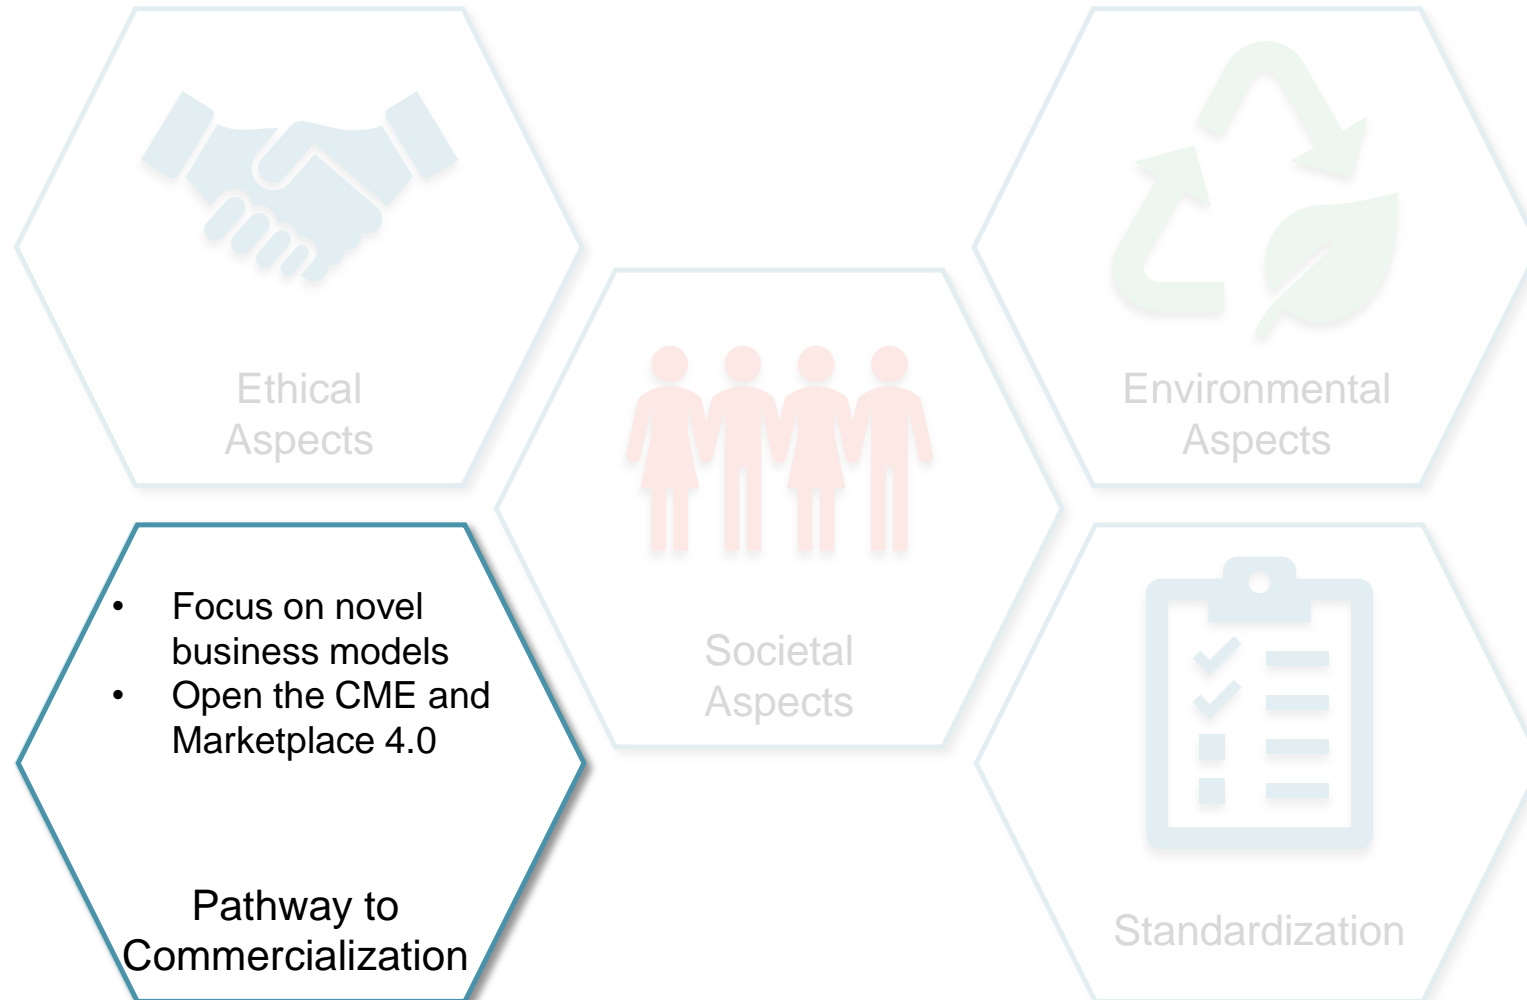 Ethical
Aspects
Environmental
Aspects
Societal
Aspects
• Focus on novel
business models
• Open the CME and
Marketplace 4.0
Pathway to
Commercialization
Standardization